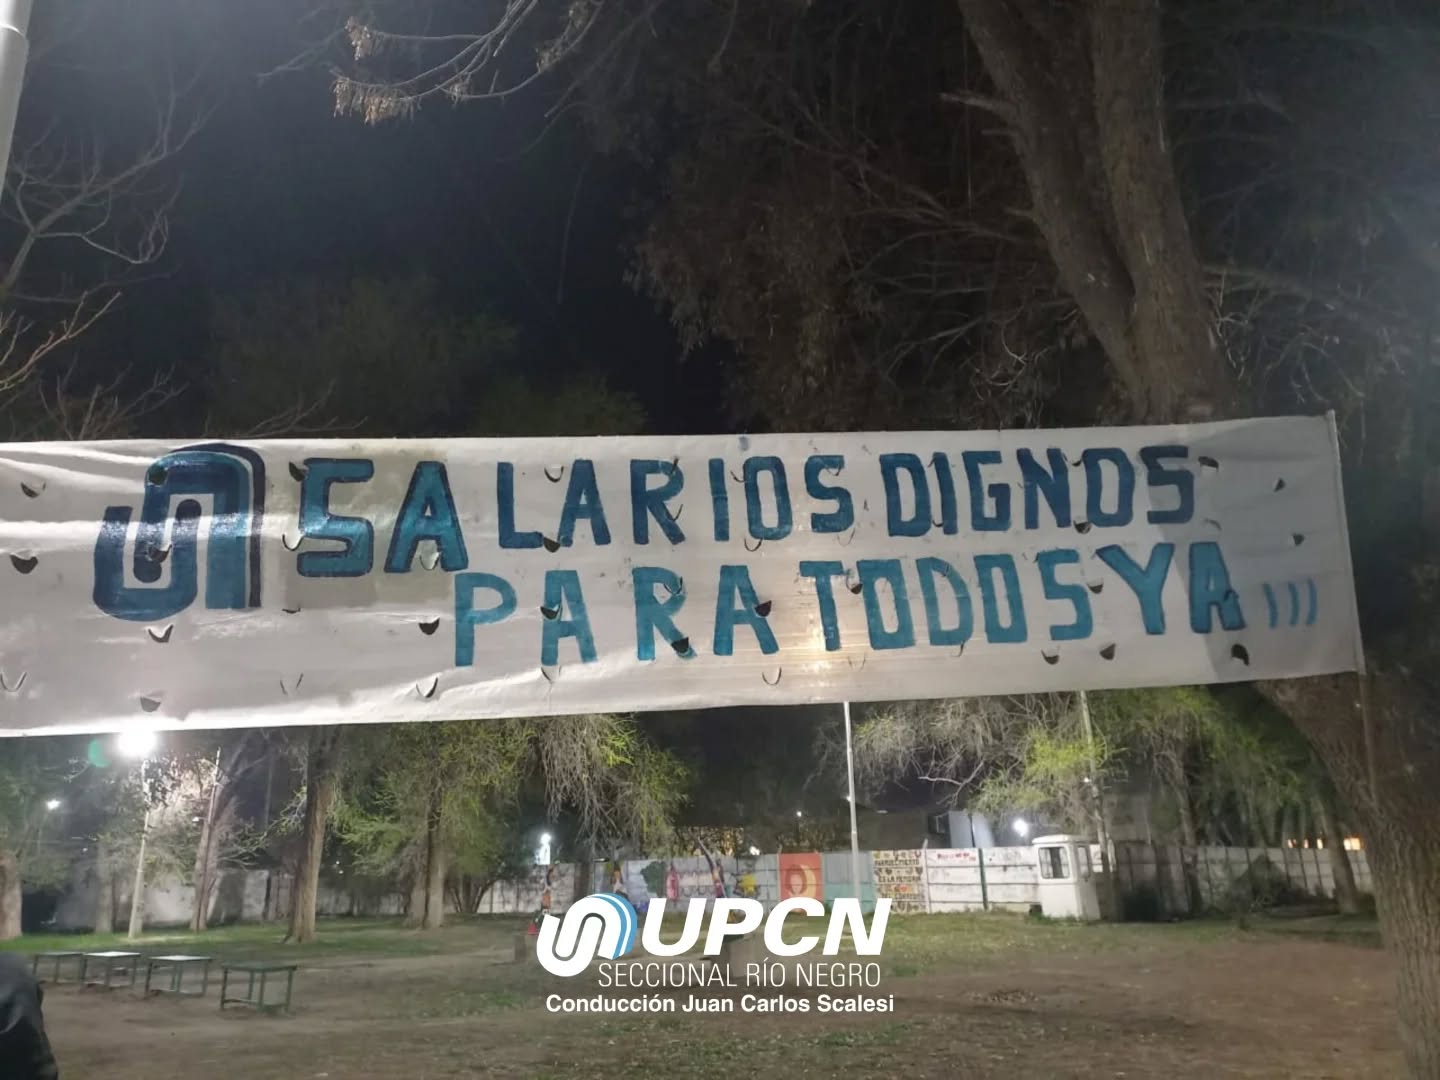 SALARIOS DIGNOS
PARA TODOS YA )))
UPCN
SECCIONAL RÍO NEGRO
Conducción Juan Carlos Scalesi